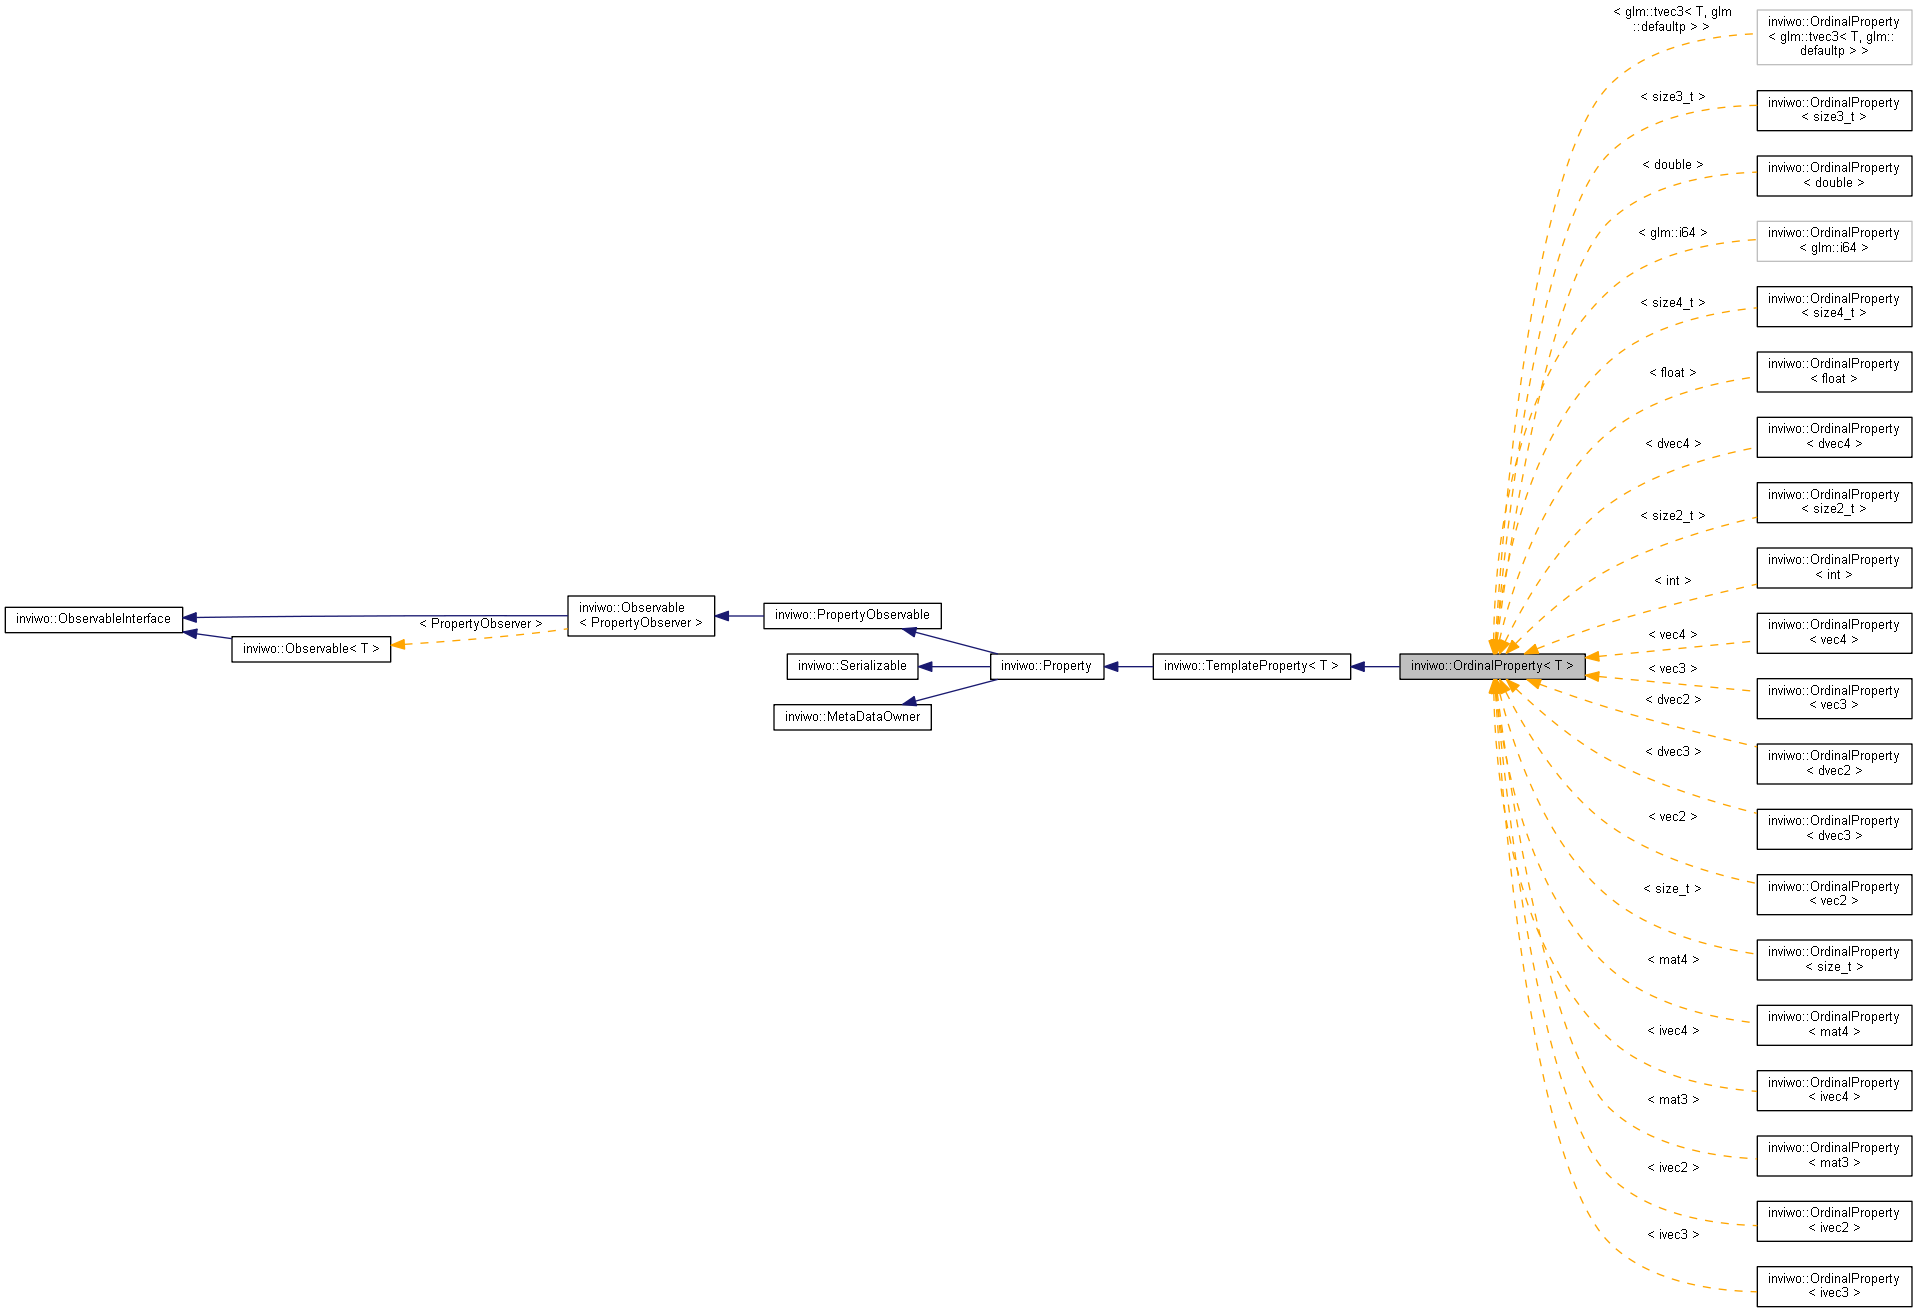 inviwo::ObservableInterface
inviwo::Observable< T >
< PropertyObserver >
inviwo::Observable
< PropertyObserver >
inviwo::PropertyObservable
inviwo::Serializable
inviwo::MetaDataOwner
inviwo::Property
inviwo::TemplateProperty< T >
inviwo::OrdinalProperty< T >
< glm::tvec3< T, glm
::defaultp > >
< size3_t >
< double >
< glm::i64 >
< size4_t >
< float >
< dvec4 >
< size2_t >
< int >
< vec4 >
< vec3 >
< dvec2 >
< dvec3 >
< vec2 >
< size_t >
< mat4 >
< ivec4 >
< mat3 >
< ivec2 >
< ivec3 >
inviwo::OrdinalProperty
< glm::tvec3< T, glm::
defaultp > >
inviwo::OrdinalProperty
< size3_t >
inviwo::OrdinalProperty
< double >
inviwo::OrdinalProperty
< glm::i64 >
inviwo::OrdinalProperty
< size4_t >
inviwo::OrdinalProperty
< float >
inviwo::OrdinalProperty
< dvec4 >
inviwo::OrdinalProperty
< size2_t >
inviwo::OrdinalProperty
< int >
inviwo::OrdinalProperty
< vec4 >
inviwo::OrdinalProperty
< vec3 >
inviwo::OrdinalProperty
< dvec2 >
inviwo::OrdinalProperty
< dvec3 >
inviwo::OrdinalProperty
< vec2 >
inviwo::OrdinalProperty
< size_t >
inviwo::OrdinalProperty
< mat4 >
inviwo::OrdinalProperty
< ivec4 >
inviwo::OrdinalProperty
< mat3 >
inviwo::OrdinalProperty
< ivec2 >
inviwo::OrdinalProperty
< ivec3 >